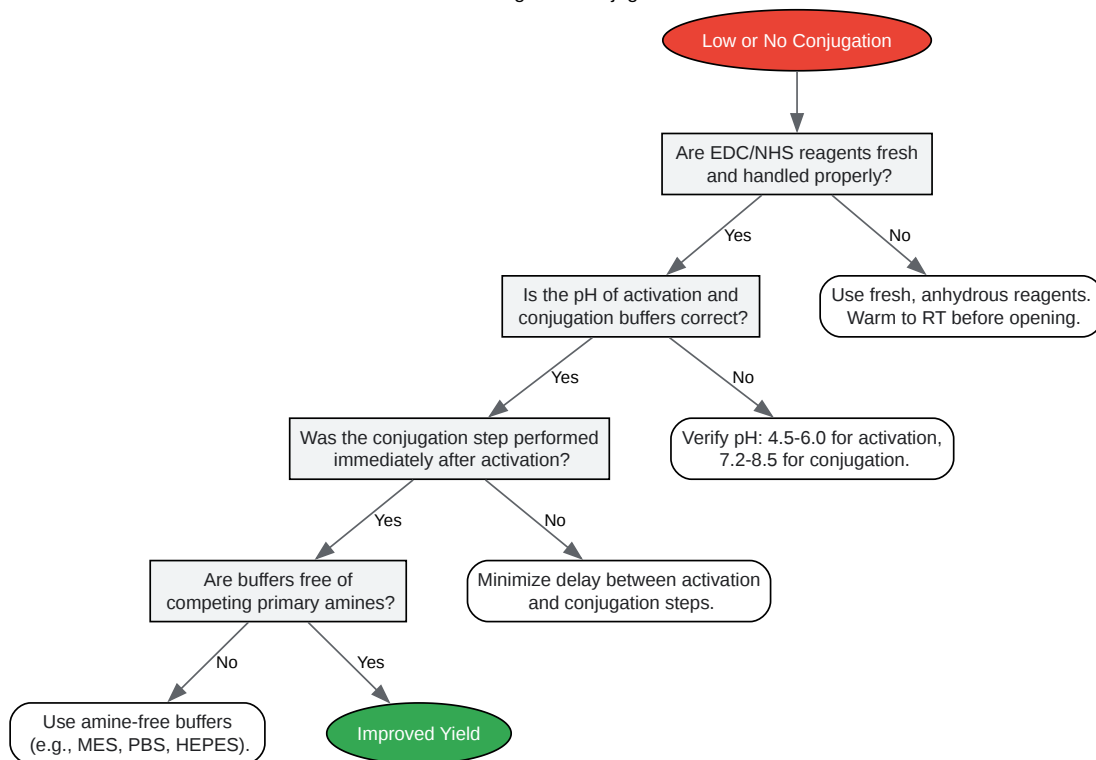 Low or No Conjugation
Are EDC/NHS reagents fresh
and handled properly?
Yes
No
Is the pH of activation and
conjugation buffers correct?
Use fresh, anhydrous reagents.
Warm to RT before opening.
Yes
No
Was the conjugation step performed
immediately after activation?
Verify pH: 4.5-6.0 for activation,
7.2-8.5 for conjugation.
Yes
No
Are buffers free of
competing primary amines?
Minimize delay between activation
and conjugation steps.
No
Yes
Use amine-free buffers
(e.g., MES, PBS, HEPES).
Improved Yield